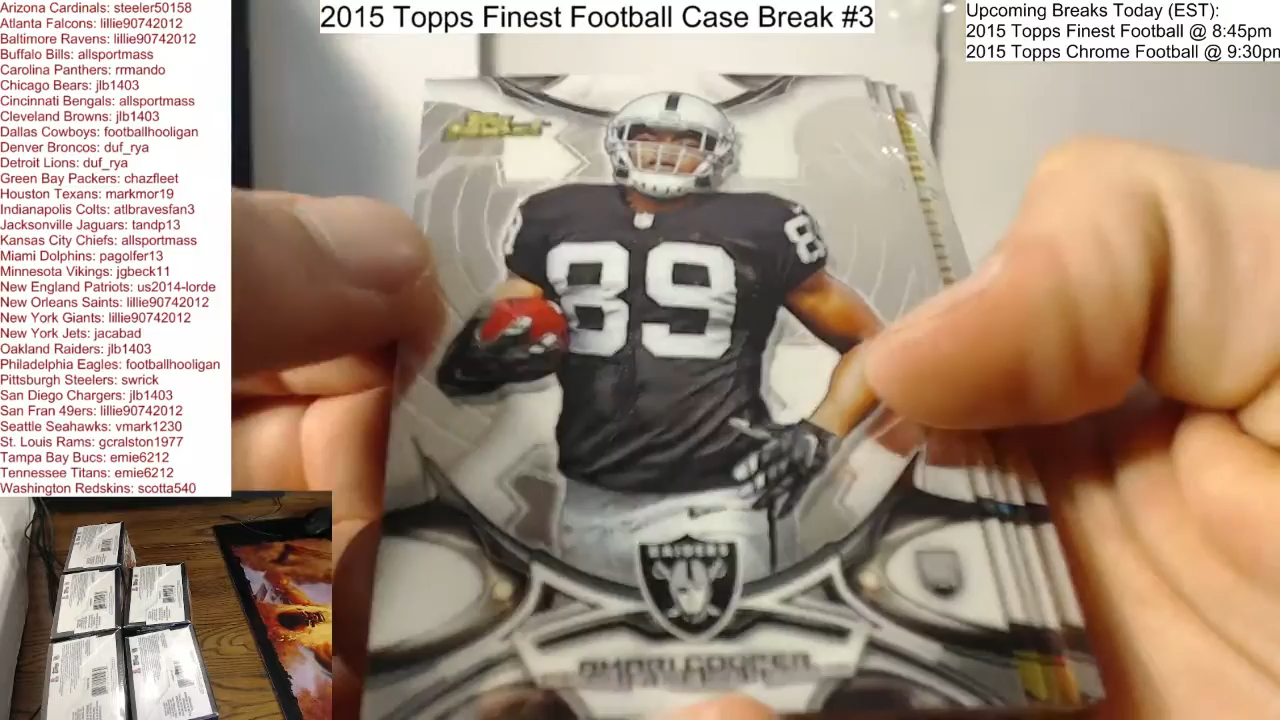 Arizona Cardinals: steeler50158
Atlanta Falcons: lillie90742012
Baltimore Ravens: lillie90742012
Buffalo Bills: allsportmass
Carolina Panthers: rrmando
Chicago Bears: jlb1403
Cincinnati Bengals: allsportmass
Cleveland Browns: jlb1403
Dallas Cowboys: footballhooligan
Denver Broncos: duf_rya
Detroit Lions: duf_rya
Green Bay Packers: chazfleet
Houston Texans: markmor19
Indianapolis Colts: atlbravesfan3
Jacksonville Jaguars: tandp13
Kansas City Chiefs: allsportmass
Miami Dolphins: pagolfer13
Minnesota Vikings: jgbeck11
New England Patriots: us2014-lorde
New Orleans Saints: lillie90742012
New York Giants: lillie90742012
New York Jets: jacabad
Oakland Raiders: jlb1403
Philadelphia Eagles: footballhooligan
Pittsburgh Steelers: swrick
San Diego Chargers: jlb1403
San Fran 49ers: lillie90742012
Seattle Seahawks: vmark1230
St. Louis Rams: gcralston1977
Tampa Bay Bucs: ernie6212
Tennessee Titans: ernie6212
Washington Redskins: scotta540
2015 Topps Finest Football Case Break #3
Upcoming Breaks Today (EST):
2015 Topps Finest Football @ 8:45pm
2015 Topps Chrome Football @ 9:30pm
89
89
RAIDERS
AMARI COOPER